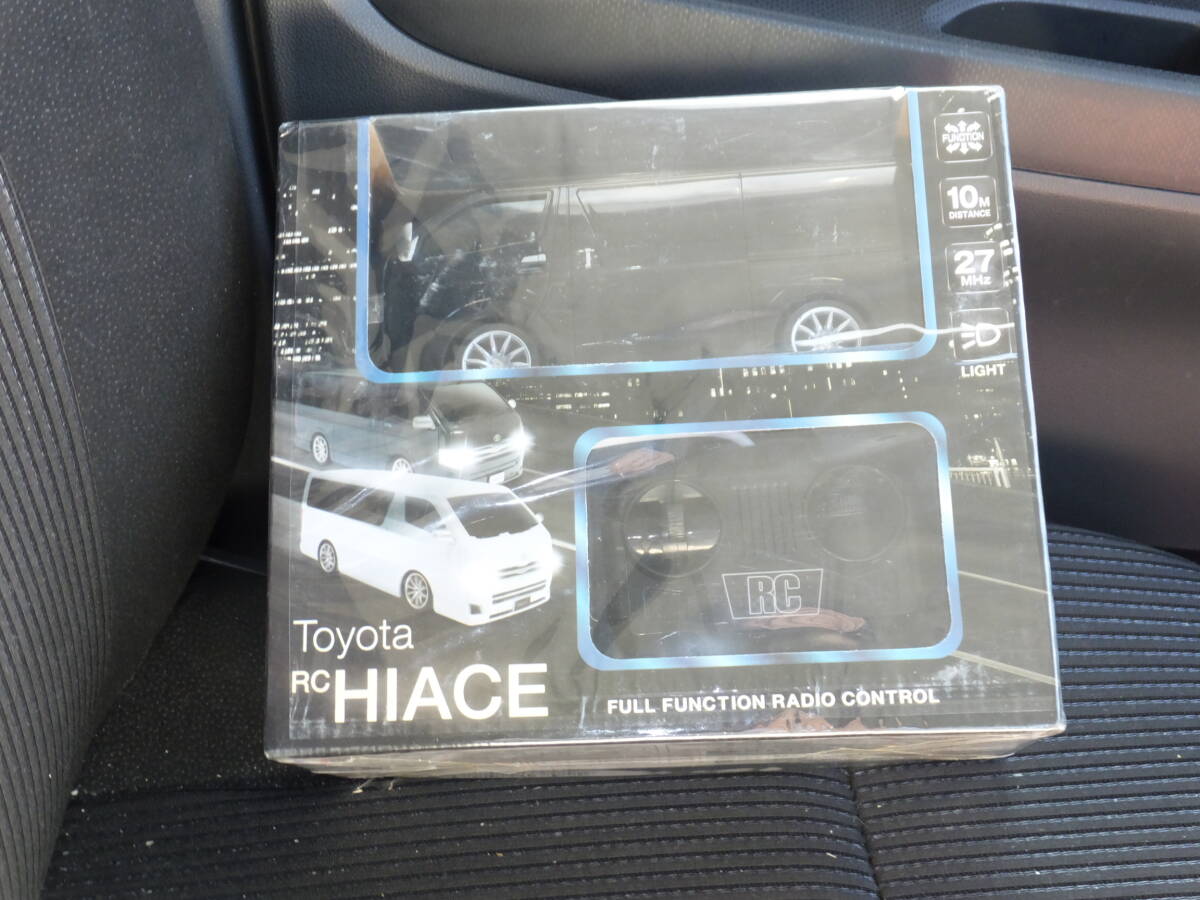 FUNCTION
10M
DISTANCE
27
MHz
LIGHT
RC
Toyota
RC HIACE
FULL FUNCTION RADIO CONTROL